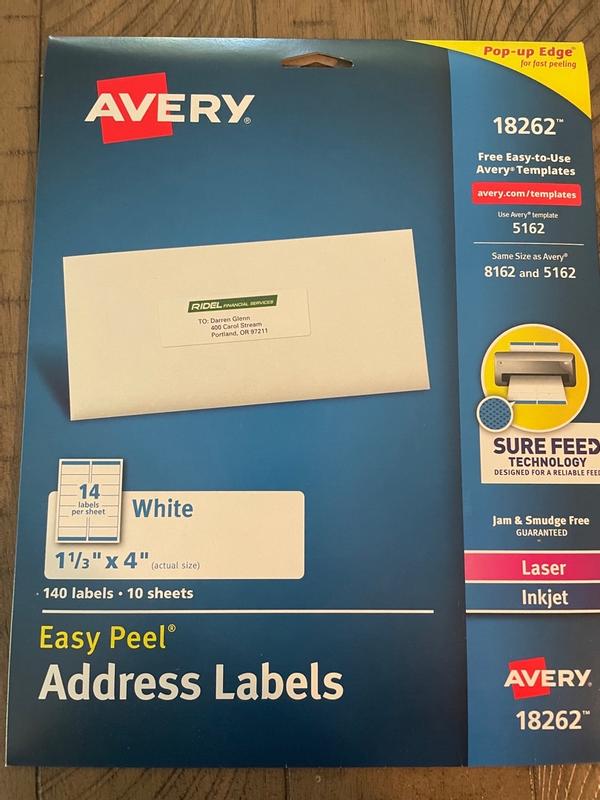 Pop-up Edge™
for fast peeling
AVERY®
18262™
Free Easy-to-Use
Avery® Templates
avery.com/templates
Use Avery® template
5162
Same Size as Avery®
8162 and 5162
RIDEL FINANCIAL SERVICES
TO: Darren Glenn
400 Carol Stream
Portland, OR 97211
SURE FEED
TECHNOLOGY
DESIGNED FOR A RELIABLE FEED
14
labels
per sheet
White
1 1/3" x 4" (actual size)
140 labels • 10 sheets
Jam & Smudge Free
GUARANTEED
Laser
Inkjet
Easy Peel®
Address Labels
AVERY.
18262™